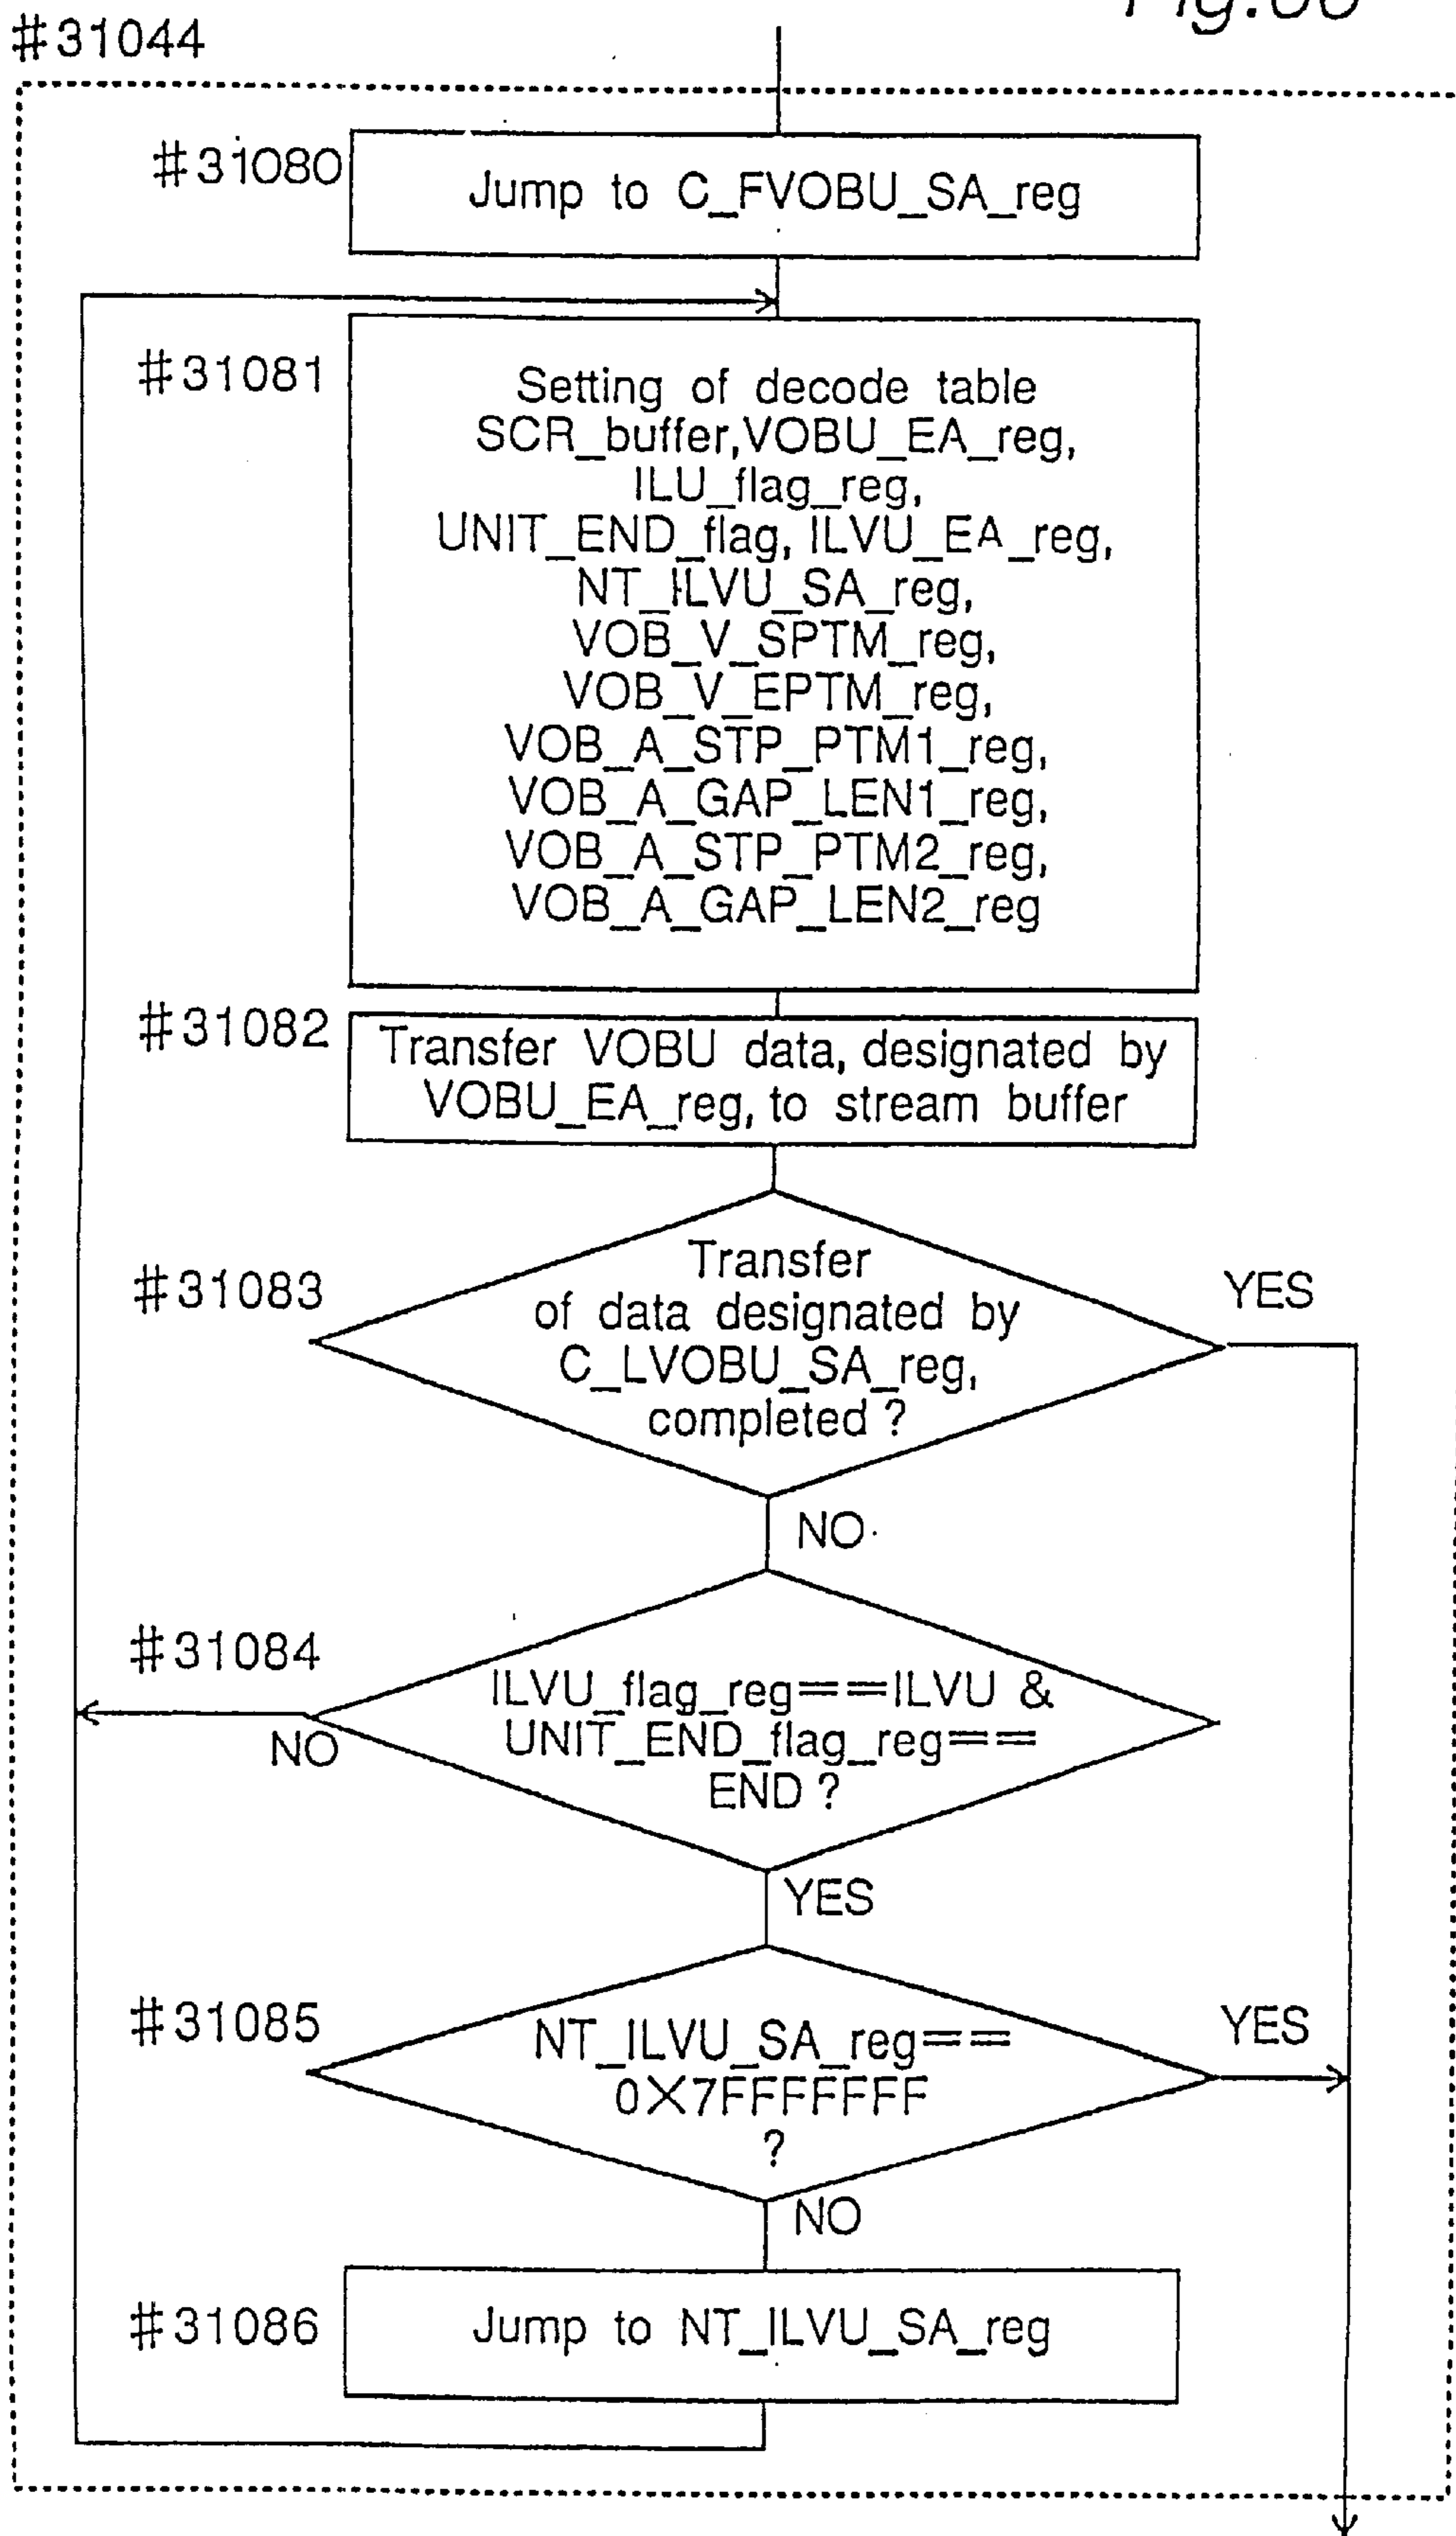 #31044
#31080
Jump to C_FVOBU_SA_reg
#31081
Setting of decode table
SCR_buffer,VOBU_EA_reg,
ILU_flag_reg,
UNIT_END_flag, ILVU_EA_reg,
NT_ILVU_SA_reg,
VOB_V_SPTM_reg,
VOB_V_EPTM_reg,
VOB_A_STP_PTM1_reg,
VOB_A_GAP_LEN1_reg,
VOB_A_STP_PTM2_reg,
VOB_A_GAP_LEN2_reg
#31082
Transfer VOBU data, designated by
VOBU_EA_reg, to stream buffer
#31083
Transfer
of data designated by
C_LVOBU_SA_reg,
completed ?
YES
NO
#31084
ILVU_flag_reg==ILVU &
UNIT_END_flag_reg==
END ?
NO
YES
#31085
NT_ILVU_SA_reg==
0X7FFFFFFF
?
YES
NO
#31086
Jump to NT_ILVU_SA_reg